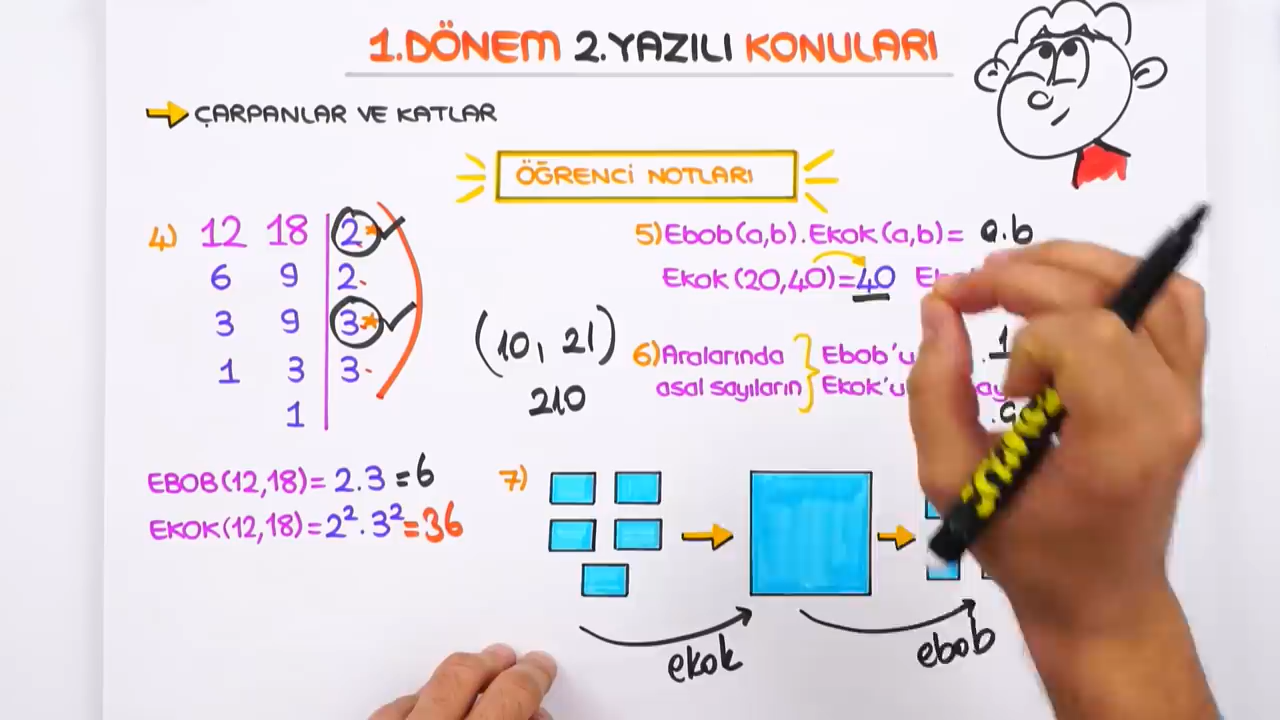 1.DÖNEM 2.YAZILI KONULARI
ÇARPANLAR VE KATLAR
ÖĞRENCİ NOTLARI
4) 12 18 2
6 9 2
3 9 3
1 3 3
1
EBOB(12,18)= 2.3 =6
EKOK(12,18)=2².3²=36
(10, 21)
210
5)Ebob(a,b).Ekok(a,b)= a.b
Ekok(20,40)=40
6)Aralarında asal sayıların
Ebob'u 1
Ekok'u
7)
ekok
ebob